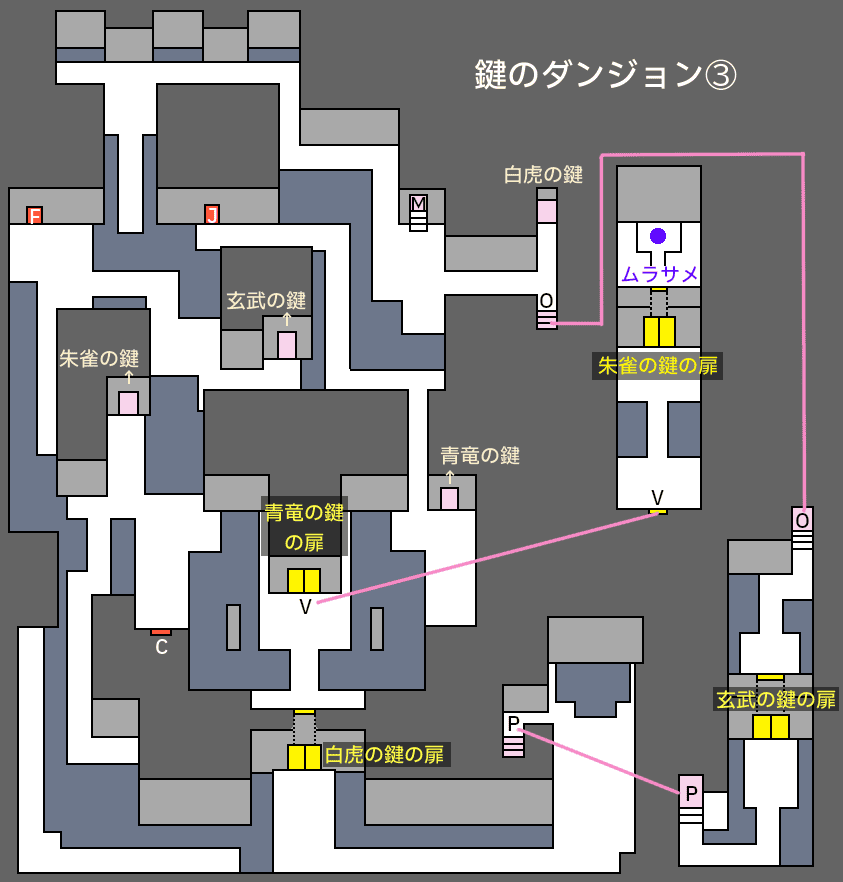 鍵のダンジョン③
白虎の鍵
M
F
J
ムラサメ
玄武の鍵
↑
O
朱雀の鍵
↑
朱雀の鍵の扉
青竜の鍵
↑
V
青竜の鍵
の扉
O
V
C
玄武の鍵の扉
P
白虎の鍵の扉
P